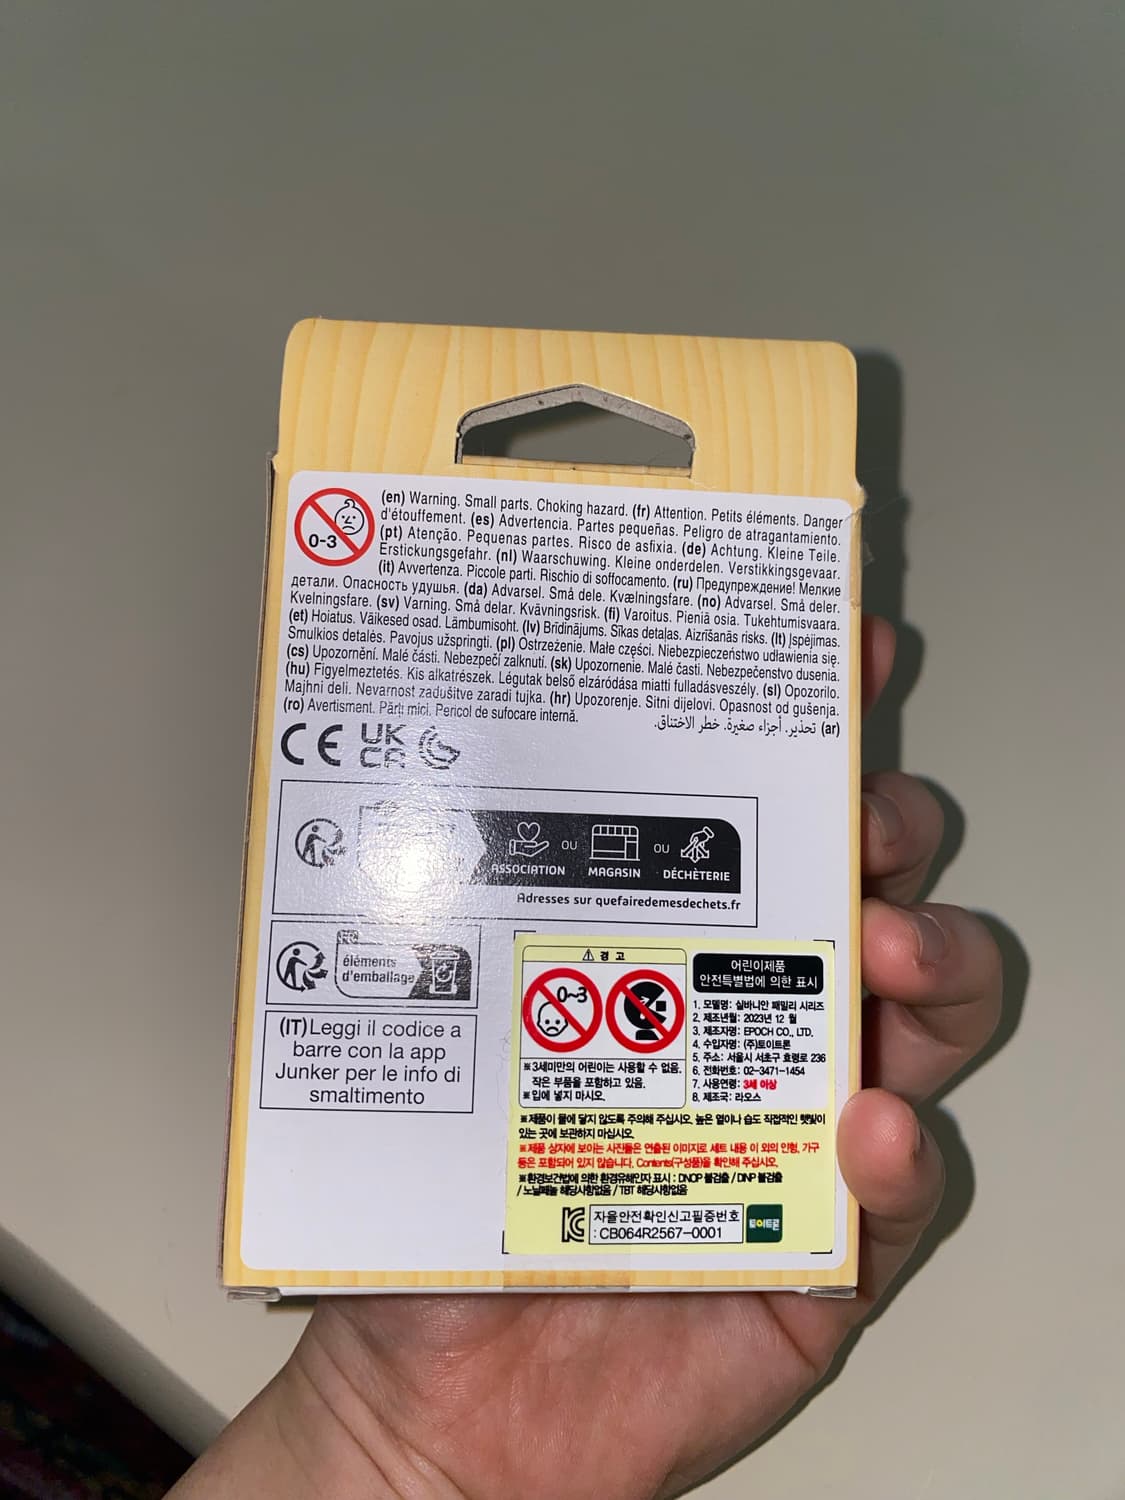 0-3
(en) Warning. Small parts. Choking hazard. (fr) Attention. Petits éléments. Danger
d'étouffement. (es) Advertencia. Partes pequeñas. Peligro de atragantamiento.
(pt) Atenção. Pequenas partes. Risco de asfixia. (de) Achtung. Kleine Teile.
Erstickungsgefahr. (nl) Waarschuwing. Kleine onderdelen. Verstikkingsgevaar.
(it) Avvertenza. Piccole parti. Rischio di soffocamento. (ru) Предупреждение! Мелкие
детали. Опасность удушья. (da) Advarsel. Små dele. Kvælningsfare. (no) Advarsel. Små deler.
Kvelningsfare. (sv) Varning. Små delar. Kvävningsrisk. (fi) Varoitus. Pieniä osia. Tukehtumisvaara.
(et) Hoiatus. Väikesed osad. Lämbumisoht. (lv) Brīdinājums. Sīkas detaļas. Aizrīšanās risks. (lt) Įspėjimas.
Smulkios detalės. Pavojus užspringti. (pl) Ostrzeżenie. Małe części. Niebezpieczeństwo udławienia się.
(cs) Upozornění. Malé části. Nebezpečí zalknutí. (sk) Upozornenie. Malé časti. Nebezpečenstvo dusenia.
(hu) Figyelmeztetés. Kis alkatrészek. Légutak belső elzáródása miatti fulladásveszély. (sl) Opozorilo.
Majhni deli. Nevarnost zadušitve zaradi tujka. (hr) Upozorenje. Sitni dijelovi. Opasnost od gušenja.
(ro) Avertisment. Părți mici. Pericol de sufocare internă.
(ar) تحذير. أجزاء صغيرة. خطر الاختناق.
CE UK CA
ASSOCIATION OU MAGASIN OU DÉCHÈTERIE
Adresses sur quefairedemesdechets.fr
FR
éléments
d'emballage
(IT)Leggi il codice a
barre con la app
Junker per le info di
smaltimento
경 고
0~3
※3세미만의 어린이는 사용할 수 없음.
작은 부품을 포함하고 있음.
※입에 넣지 마시오.
어린이제품
안전특별법에 의한 표시
1. 모델명: 실바니안 패밀리 시리즈
2. 제조년월: 2023년 12 월
3. 제조자명: EPOCH CO., LTD.
4. 수입자명: (주)토이트론
5. 주소: 서울시 서초구 효령로 236
6. 전화번호: 02-3471-1454
7. 사용연령: 3세 이상
8. 제조국: 라오스
※제품이 물에 닿지 않도록 주의해 주십시오. 높은 열이나 습도 직접적인 햇빛이
있는 곳에 보관하지 마십시오.
※제품 상자에 보이는 사진들은 연출된 이미지로 세트 내용 이 외의 인형, 가구
등은 포함되어 있지 않습니다. Contents(구성품)을 확인해 주십시오.
※환경보건법에 의한 환경유해인자 표시 : DNOP 불검출 / DINP 불검출
/ 노닐페놀 해당사항없음 / TBT 해당사항없음
자율안전확인신고필증번호
: CB064R2567-0001
토이트론